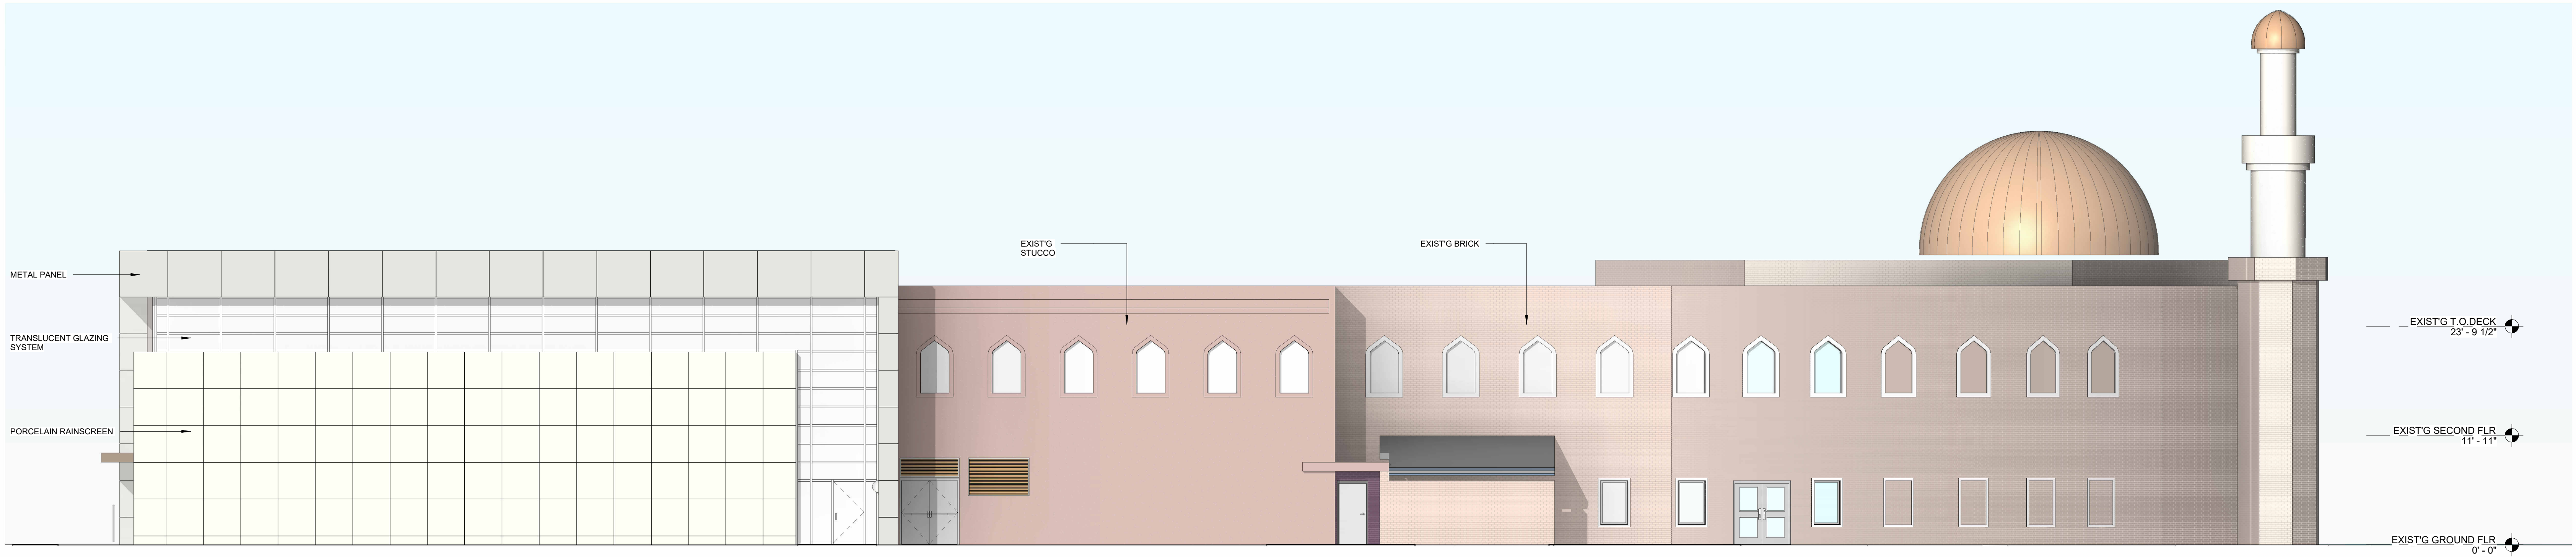 METAL PANEL
TRANSLUCENT GLAZING
SYSTEM
PORCELAIN RAINSCREEN
EXIST'G
STUCCO
EXIST'G BRICK
EXIST'G T.O.DECK
23' - 9 1/2"
EXIST'G SECOND FLR
11' - 11"
EXIST'G GROUND FLR
0' - 0"